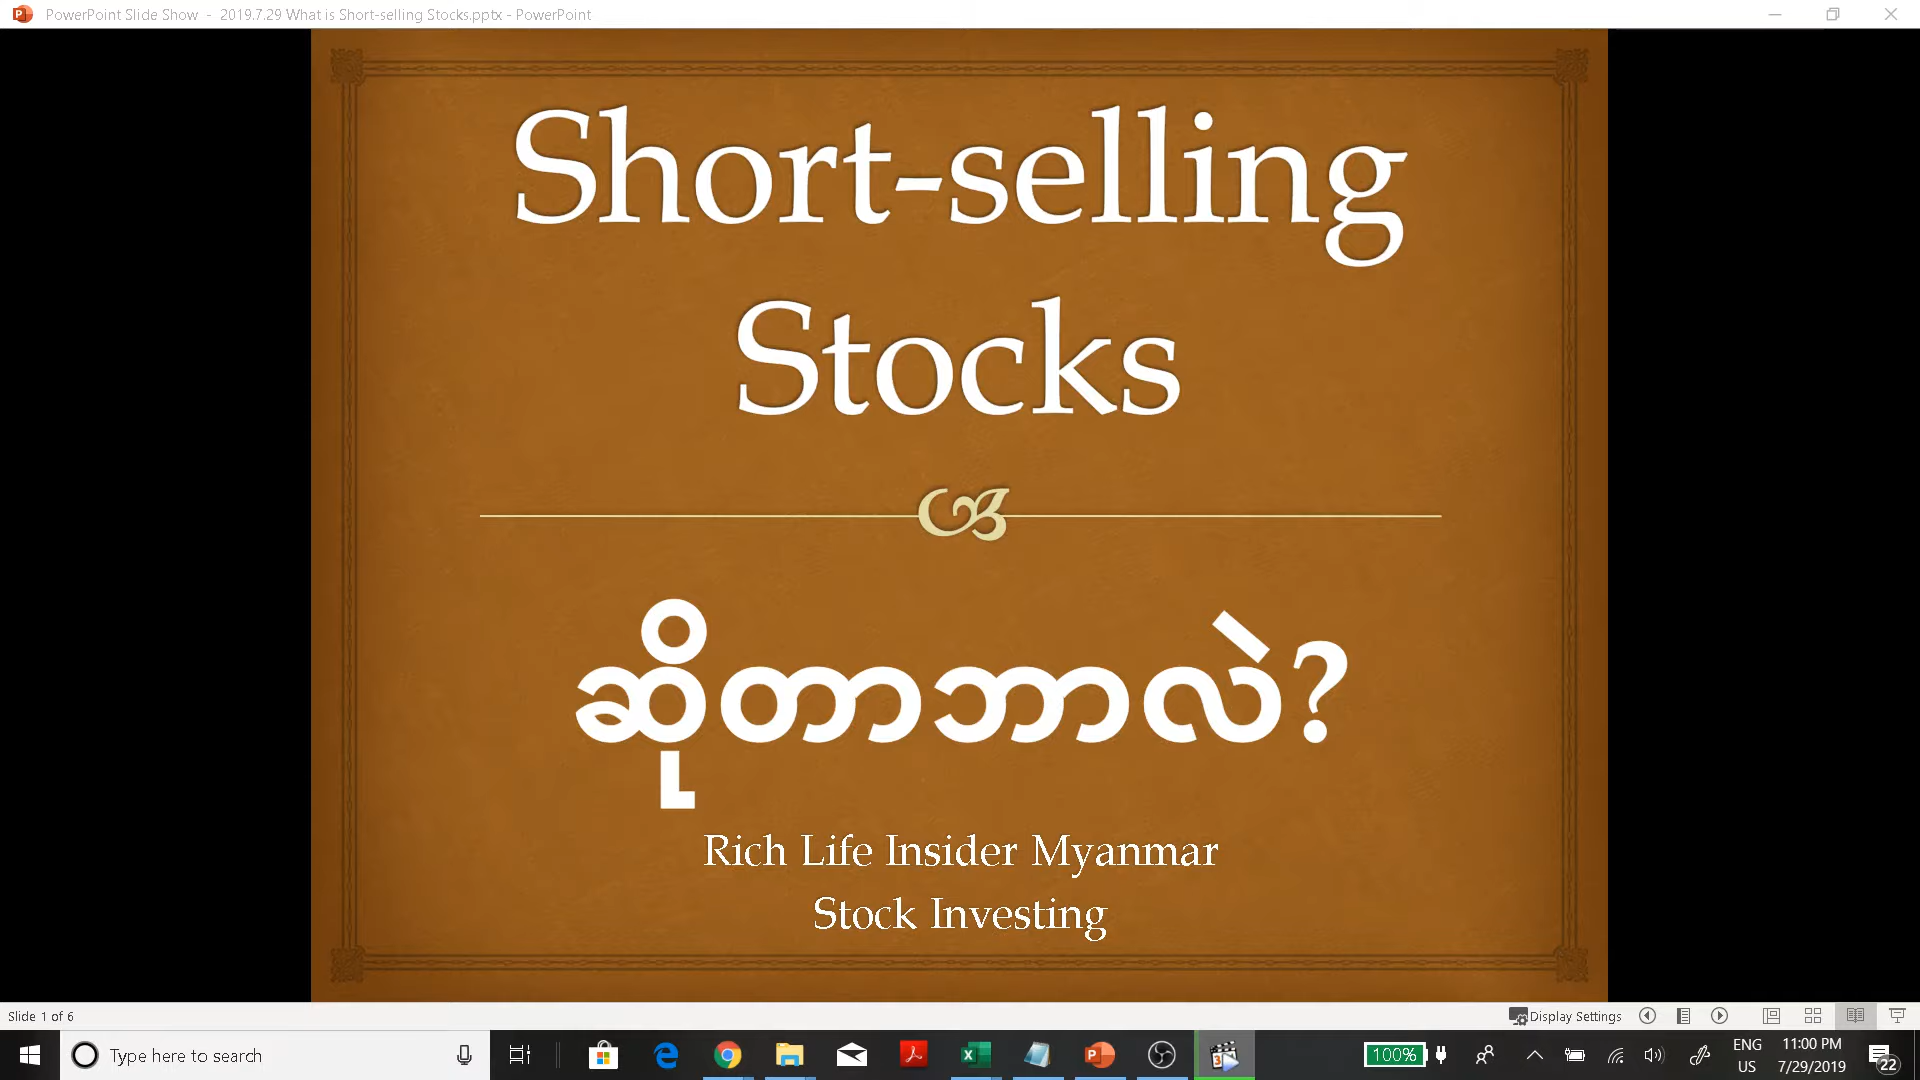 PowerPoint Slide Show - 2019.7.29 What is Short-selling Stocks.pptx - PowerPoint
Short-selling
Stocks
ဆိုတာဘာလဲ?
Rich Life Insider Myanmar
Stock Investing
Slide 1 of 6
Display Settings
Type here to search
100%
ENG
US
11:00 PM
7/29/2019
22